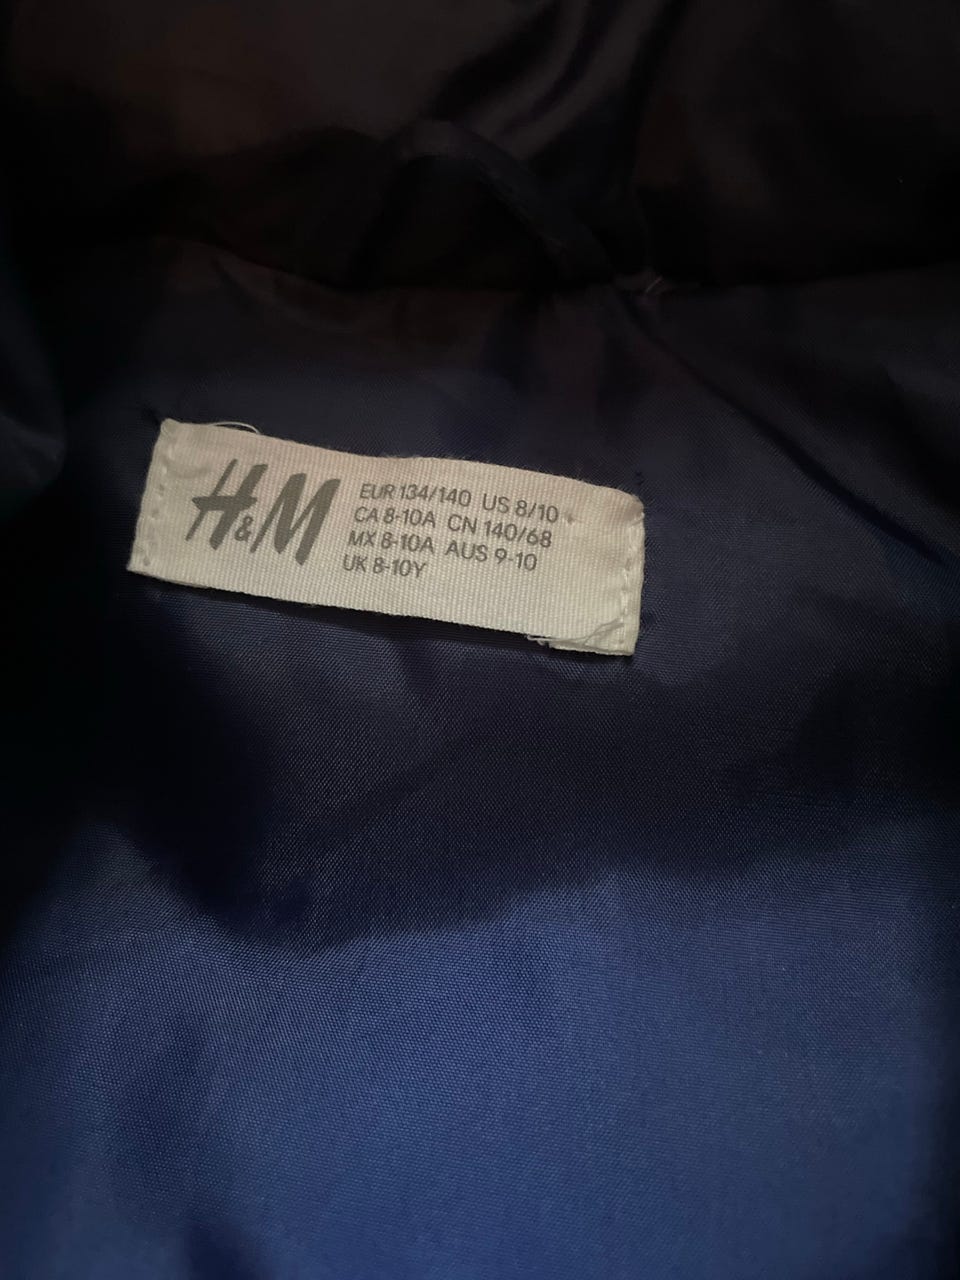 H&M
EUR 134/140 US 8/10
CA 8-10A CN 140/68
MX 8-10A AUS 9-10
UK 8-10Y